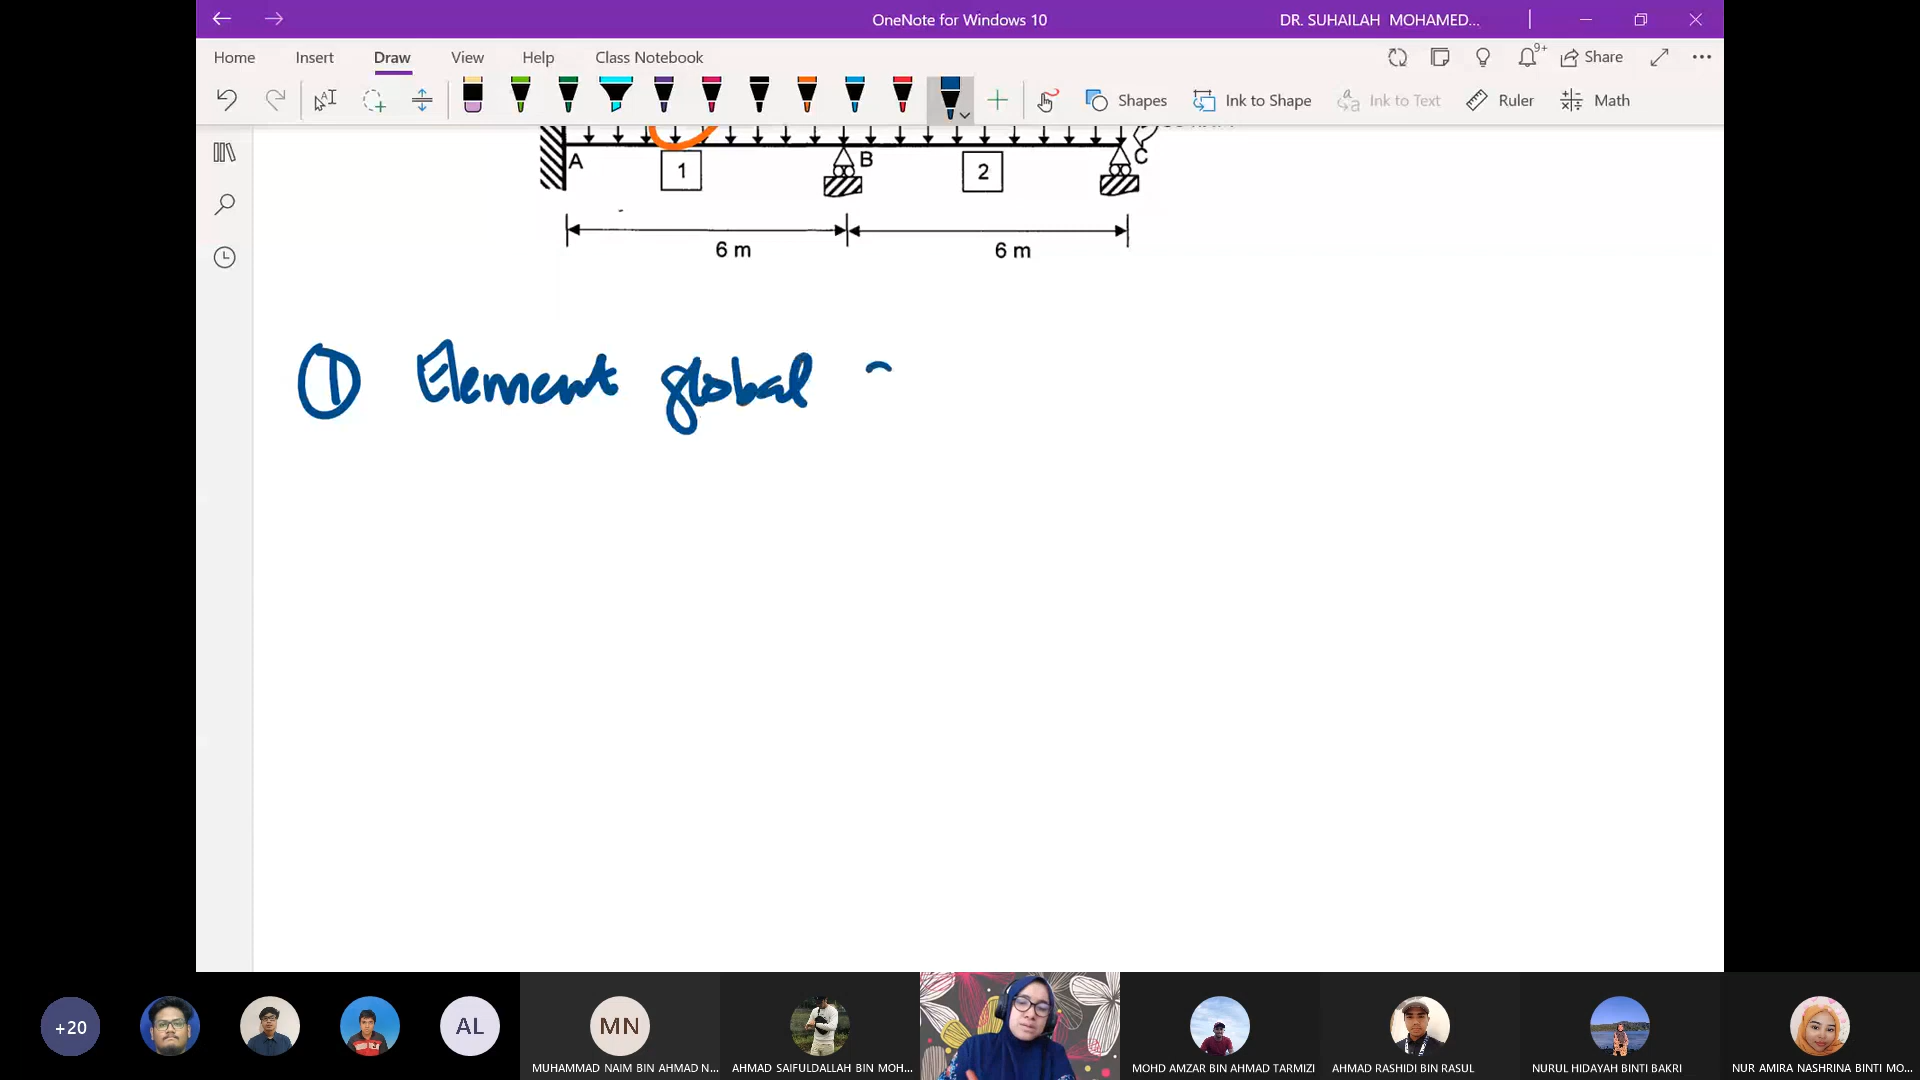 OneNote for Windows 10
DR. SUHAILAH MOHAMED...
Home Insert Draw View Help Class Notebook
9+ Share
Shapes Ink to Shape Ink to Text Ruler Math
A 1 B 2 C
6 m 6 m
1 Element global
+20
AL
MN
MUHAMMAD NAIM BIN AHMAD N...
AHMAD SAIFULDALLAH BIN MOH...
MOHD AMZAR BIN AHMAD TARMIZI
AHMAD RASHIDI BIN RASUL
NURUL HIDAYAH BINTI BAKRI
NUR AMIRA NASHRINA BINTI MO...